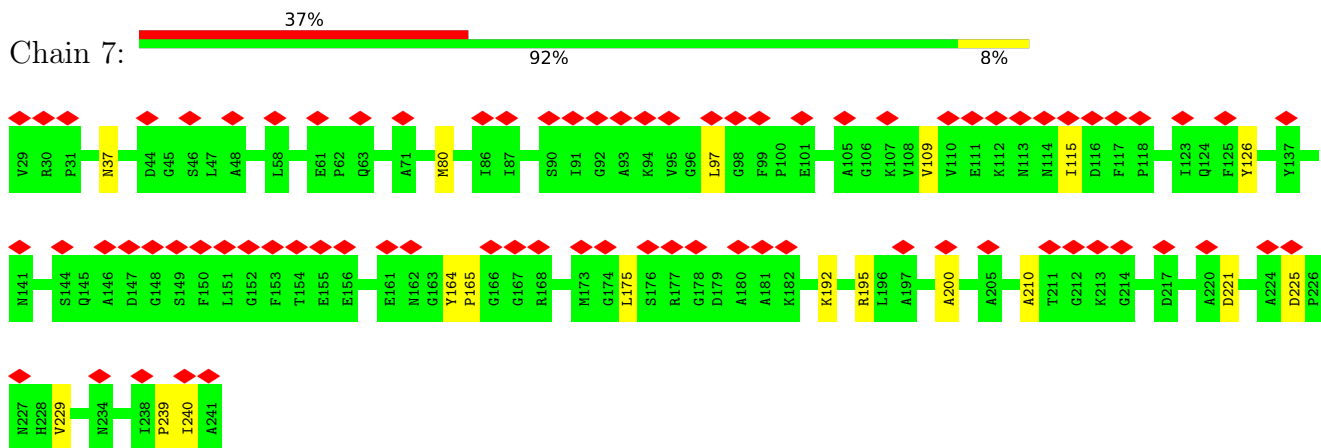 37%
Chain 7:
92% 8%
V29 R30 P31 N37 D44 G45 S46 L47 A48 L58 E61 P62 Q63 A71 M80 I86 I87 S90 I91 G92 A93 K94 V95 G96 L97 G98 F99 P100 E101 A105 G106 K107 V108 V109 V110 E111 K112 N113 N114 I115 D116 F117 P118 I123 Q124 F125 Y126 Y137
N141 S144 Q145 A146 D147 G148 S149 F150 L151 G152 F153 T154 E155 E156 E161 N162 G163 Y164 P165 G166 G167 R168 M173 G174 L175 S176 R177 G178 D179 A180 A181 K182 K192 R195 L196 A197 A200 A205 A210 T211 G212 K213 G214 D217 A220 D221 A224 D225 P226
N227 H228 V229 N234 I238 P239 I240 A241